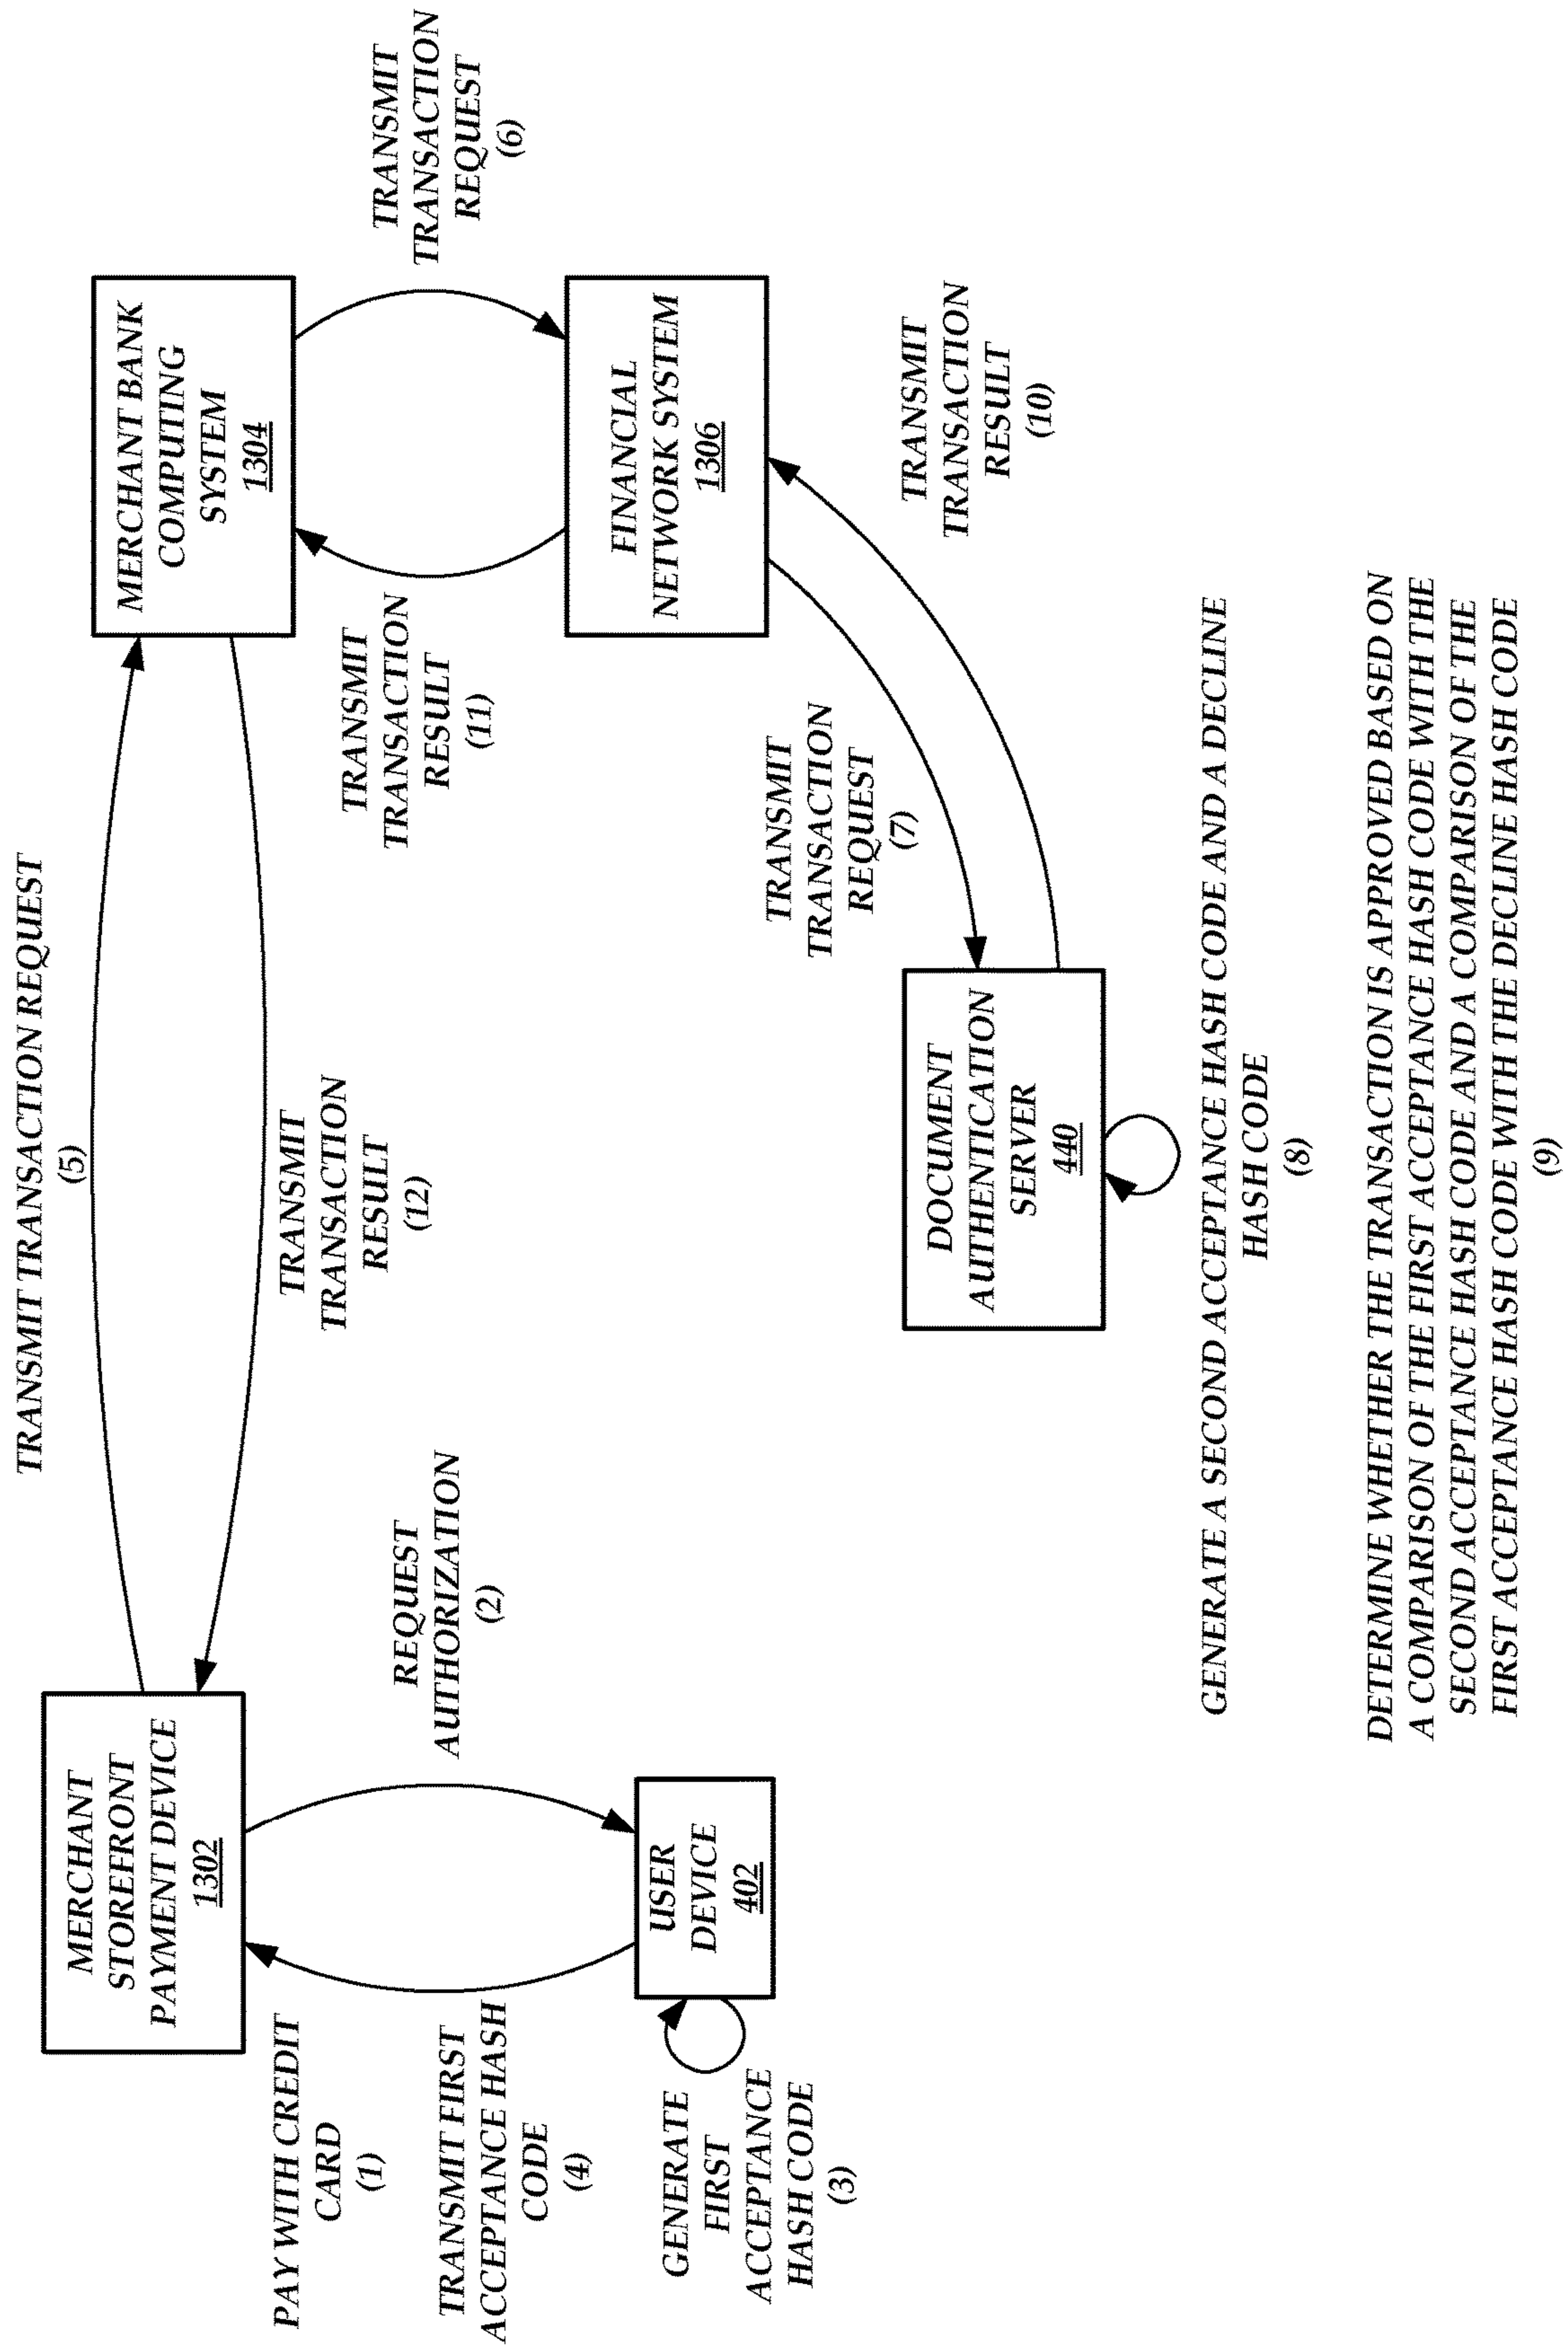 TRANSMIT TRANSACTION REQUEST
(5)
MERCHANT
STOREFRONT
PAYMENT DEVICE
1302
MERCHANT BANK
COMPUTING
SYSTEM
1304
PAY WITH CREDIT
CARD
(1)
TRANSMIT
TRANSACTION
RESULT
(12)
TRANSMIT
TRANSACTION
RESULT
(11)
TRANSMIT
TRANSACTION
REQUEST
(6)
REQUEST
AUTHORIZATION
(2)
TRANSMIT FIRST
ACCEPTANCE HASH
CODE
(4)
FINANCIAL
NETWORK SYSTEM
1306
USER
DEVICE
402
GENERATE
FIRST
ACCEPTANCE
HASH CODE
(3)
TRANSMIT
TRANSACTION
REQUEST
(7)
TRANSMIT
TRANSACTION
RESULT
(10)
DOCUMENT
AUTHENTICATION
SERVER
440
GENERATE A SECOND ACCEPTANCE HASH CODE AND A DECLINE
HASH CODE
(8)
DETERMINE WHETHER THE TRANSACTION IS APPROVED BASED ON
A COMPARISON OF THE FIRST ACCEPTANCE HASH CODE WITH THE
SECOND ACCEPTANCE HASH CODE AND A COMPARISON OF THE
FIRST ACCEPTANCE HASH CODE WITH THE DECLINE HASH CODE
(9)